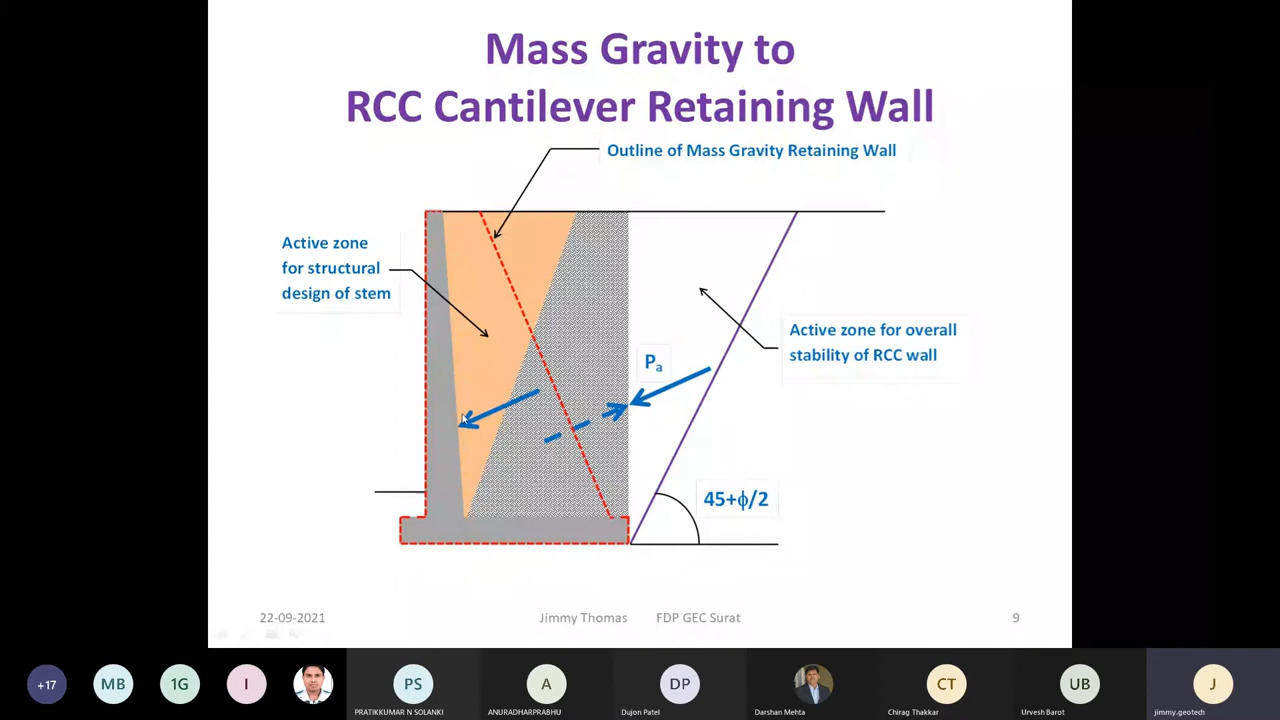 Mass Gravity to
RCC Cantilever Retaining Wall
Outline of Mass Gravity Retaining Wall
Active zone
for structural
design of stem
Active zone for overall
stability of RCC wall
Pa
45+ϕ/2
22-09-2021
Jimmy Thomas FDP GEC Surat
9
+17
MB
1G
I
PS
A
DP
CT
UB
J
PRATIKKUMAR N SOLANKI
ANURADHARPRABHU
Dujon Patel
Darshan Mehta
Chirag Thakkar
Urvesh Barot
jimmy.geotech